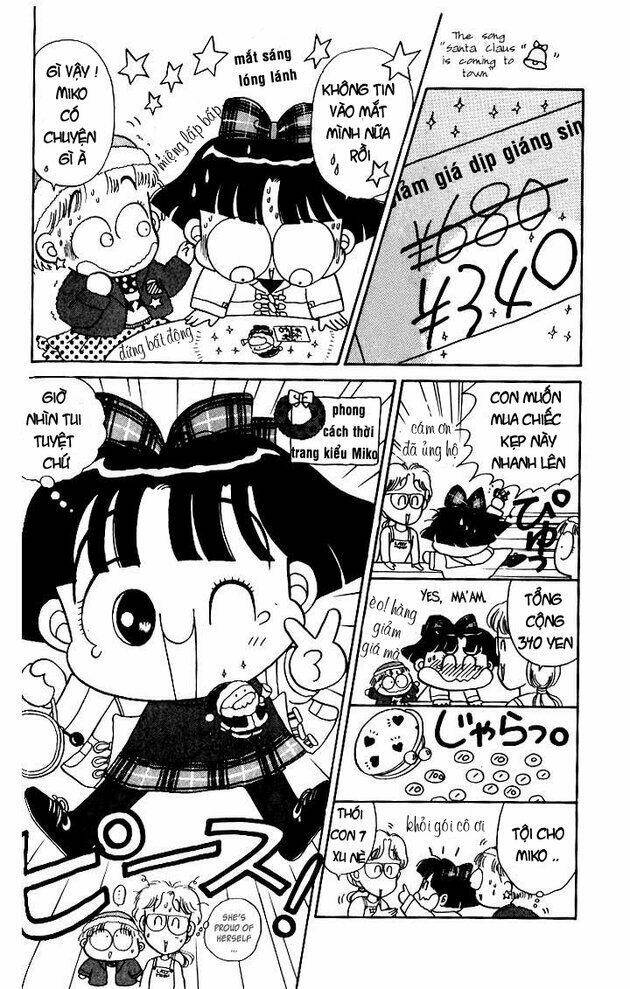 The song
"Santa Claus
is coming to
town"
giảm giá dịp giáng sin
¥680
¥340
KHÔNG TIN
VÀO MẮT
MÌNH NỮA
RỒI
mắt sáng
lóng lánh
miệng lắp bắp
GÌ VẬY !
MIKO
CÓ
CHUYỆN
GÌ À
đứng bất động
CON MUỐN
MUA CHIẾC
KẸP NÀY
NHANH LÊN
cảm ơn
đã ủng hộ
ぴゅっ
TỔNG
CỘNG
340 YEN
YES, MA'AM.
èo! hàng
giảm
giá mà
じゃらっ。
100
10
10
TỘI CHO
MIKO ..
khỏi gói cô ơi
THỐI
CON 7
XU NÈ
phong
cách thời
trang kiểu Miko
GIỜ
NHÌN TUI
TUYỆT
CHỨ
ピース!
...
SHE'S
PROUD OF
HERSELF
...